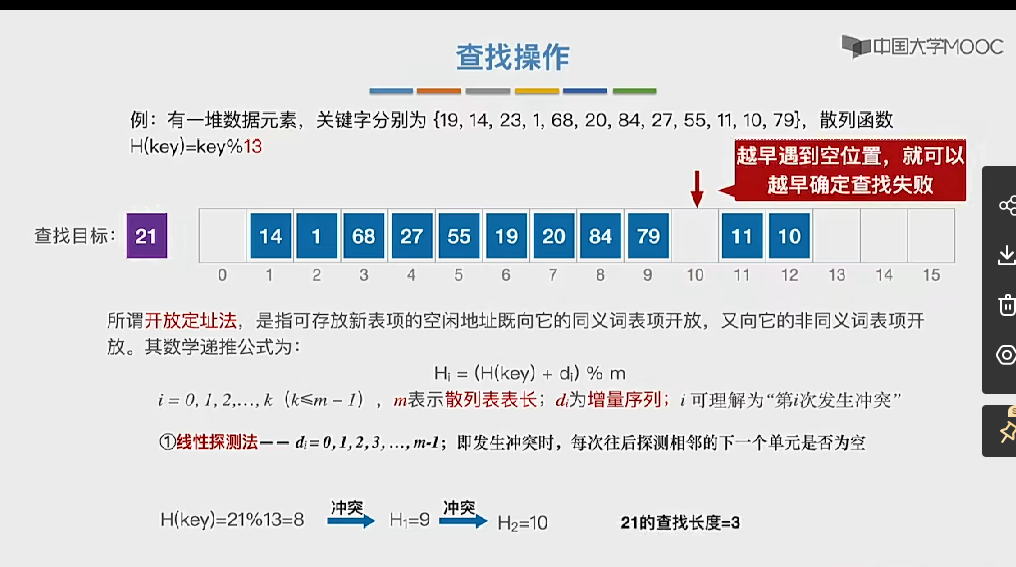 查找操作
中国大学MOOC
例：有一堆数据元素，关键字分别为 {19, 14, 23, 1, 68, 20, 84, 27, 55, 11, 10, 79}，散列函数
H(key)=key%13
越早遇到空位置，就可以
越早确定查找失败
查找目标： 21 14 1 68 27 55 19 20 84 79 11 10
0 1 2 3 4 5 6 7 8 9 10 11 12 13 14 15
所谓开放定址法，是指可存放新表项的空闲地址既向它的同义词表项开放，又向它的非同义词表项开
放。其数学递推公式为：
Hᵢ = (H(key) + dᵢ) % m
i = 0, 1, 2,…, k（k≤m − 1），m表示散列表表长；dᵢ为增量序列；i 可理解为“第i次发生冲突”
①线性探测法－－ dᵢ = 0, 1, 2, 3, …, m-1；即发生冲突时，每次往后探测相邻的下一个单元是否为空
冲突 冲突
H(key)=21%13=8 H₁=9 H₂=10 21的查找长度=3